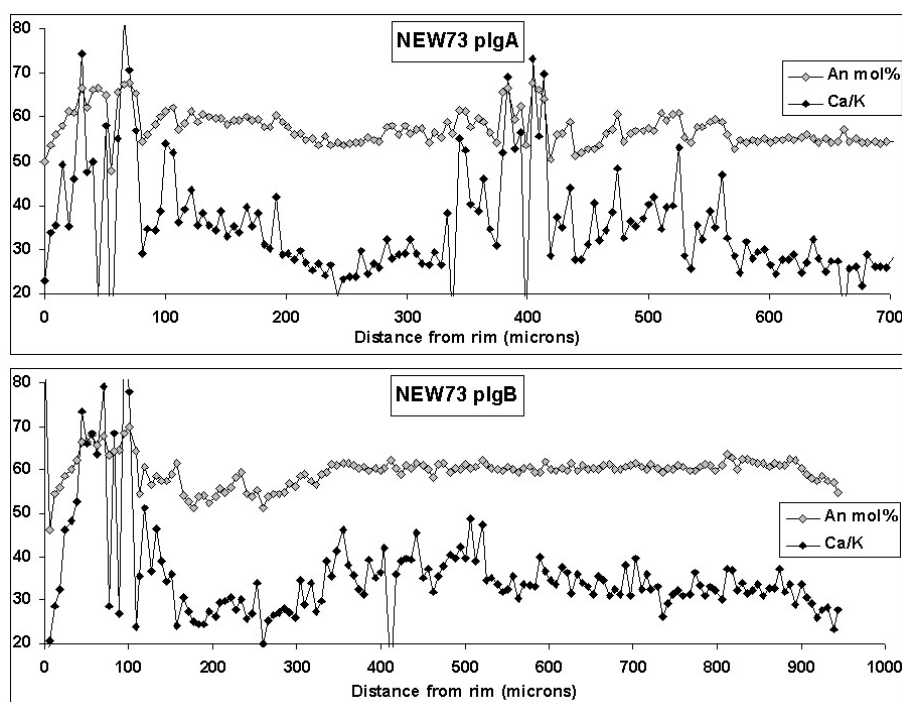 NEW73 plgA
An mol%
Ca/K
80
70
60
50
40
30
20
0 100 200 300 400 500 600 700
Distance from rim (microns)
NEW73 plgB
An mol%
Ca/K
80
70
60
50
40
30
20
0 100 200 300 400 500 600 700 800 900 1000
Distance from rim (microns)